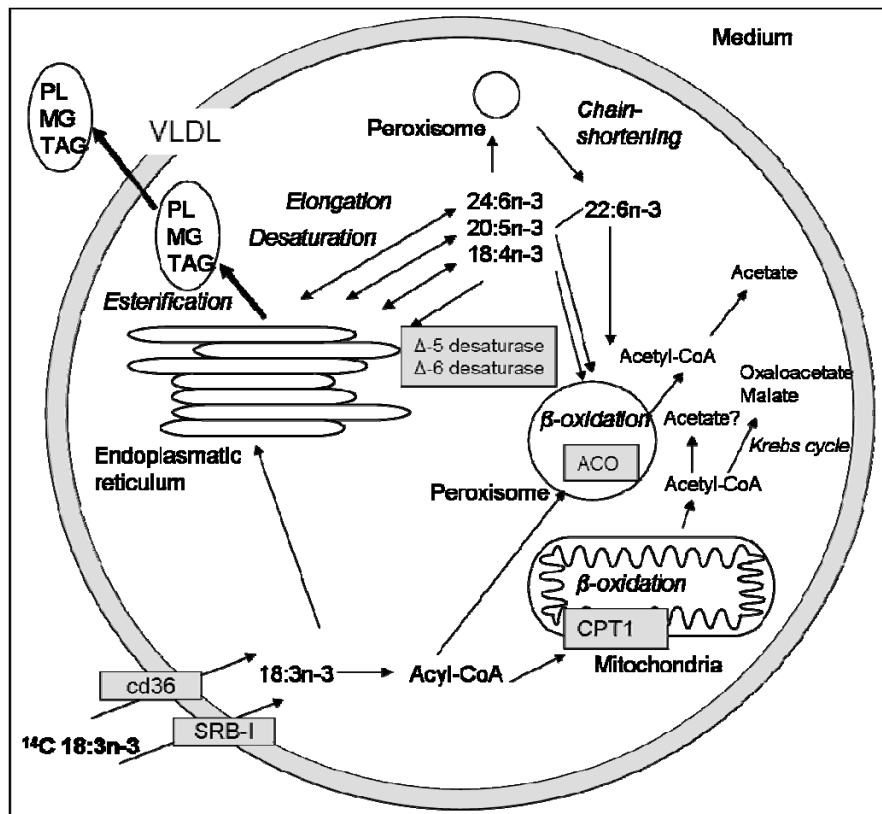 Medium
PL
MG
TAG
VLDL
PL
MG
TAG
Peroxisome
Chain-
shortening
Elongation
Desaturation
24:6n-3
20:5n-3
18:4n-3
22:6n-3
Esterification
Δ-5 desaturase
Δ-6 desaturase
Acetate
Acetyl-CoA
Oxaloacetate
Malate
β-oxidation
Acetate?
Krebs cycle
ACO
Endoplasmatic
reticulum
Peroxisome
Acetyl-CoA
β-oxidation
CPT1
Mitochondria
cd36
18:3n-3
Acyl-CoA
SRB-I
¹⁴C 18:3n-3